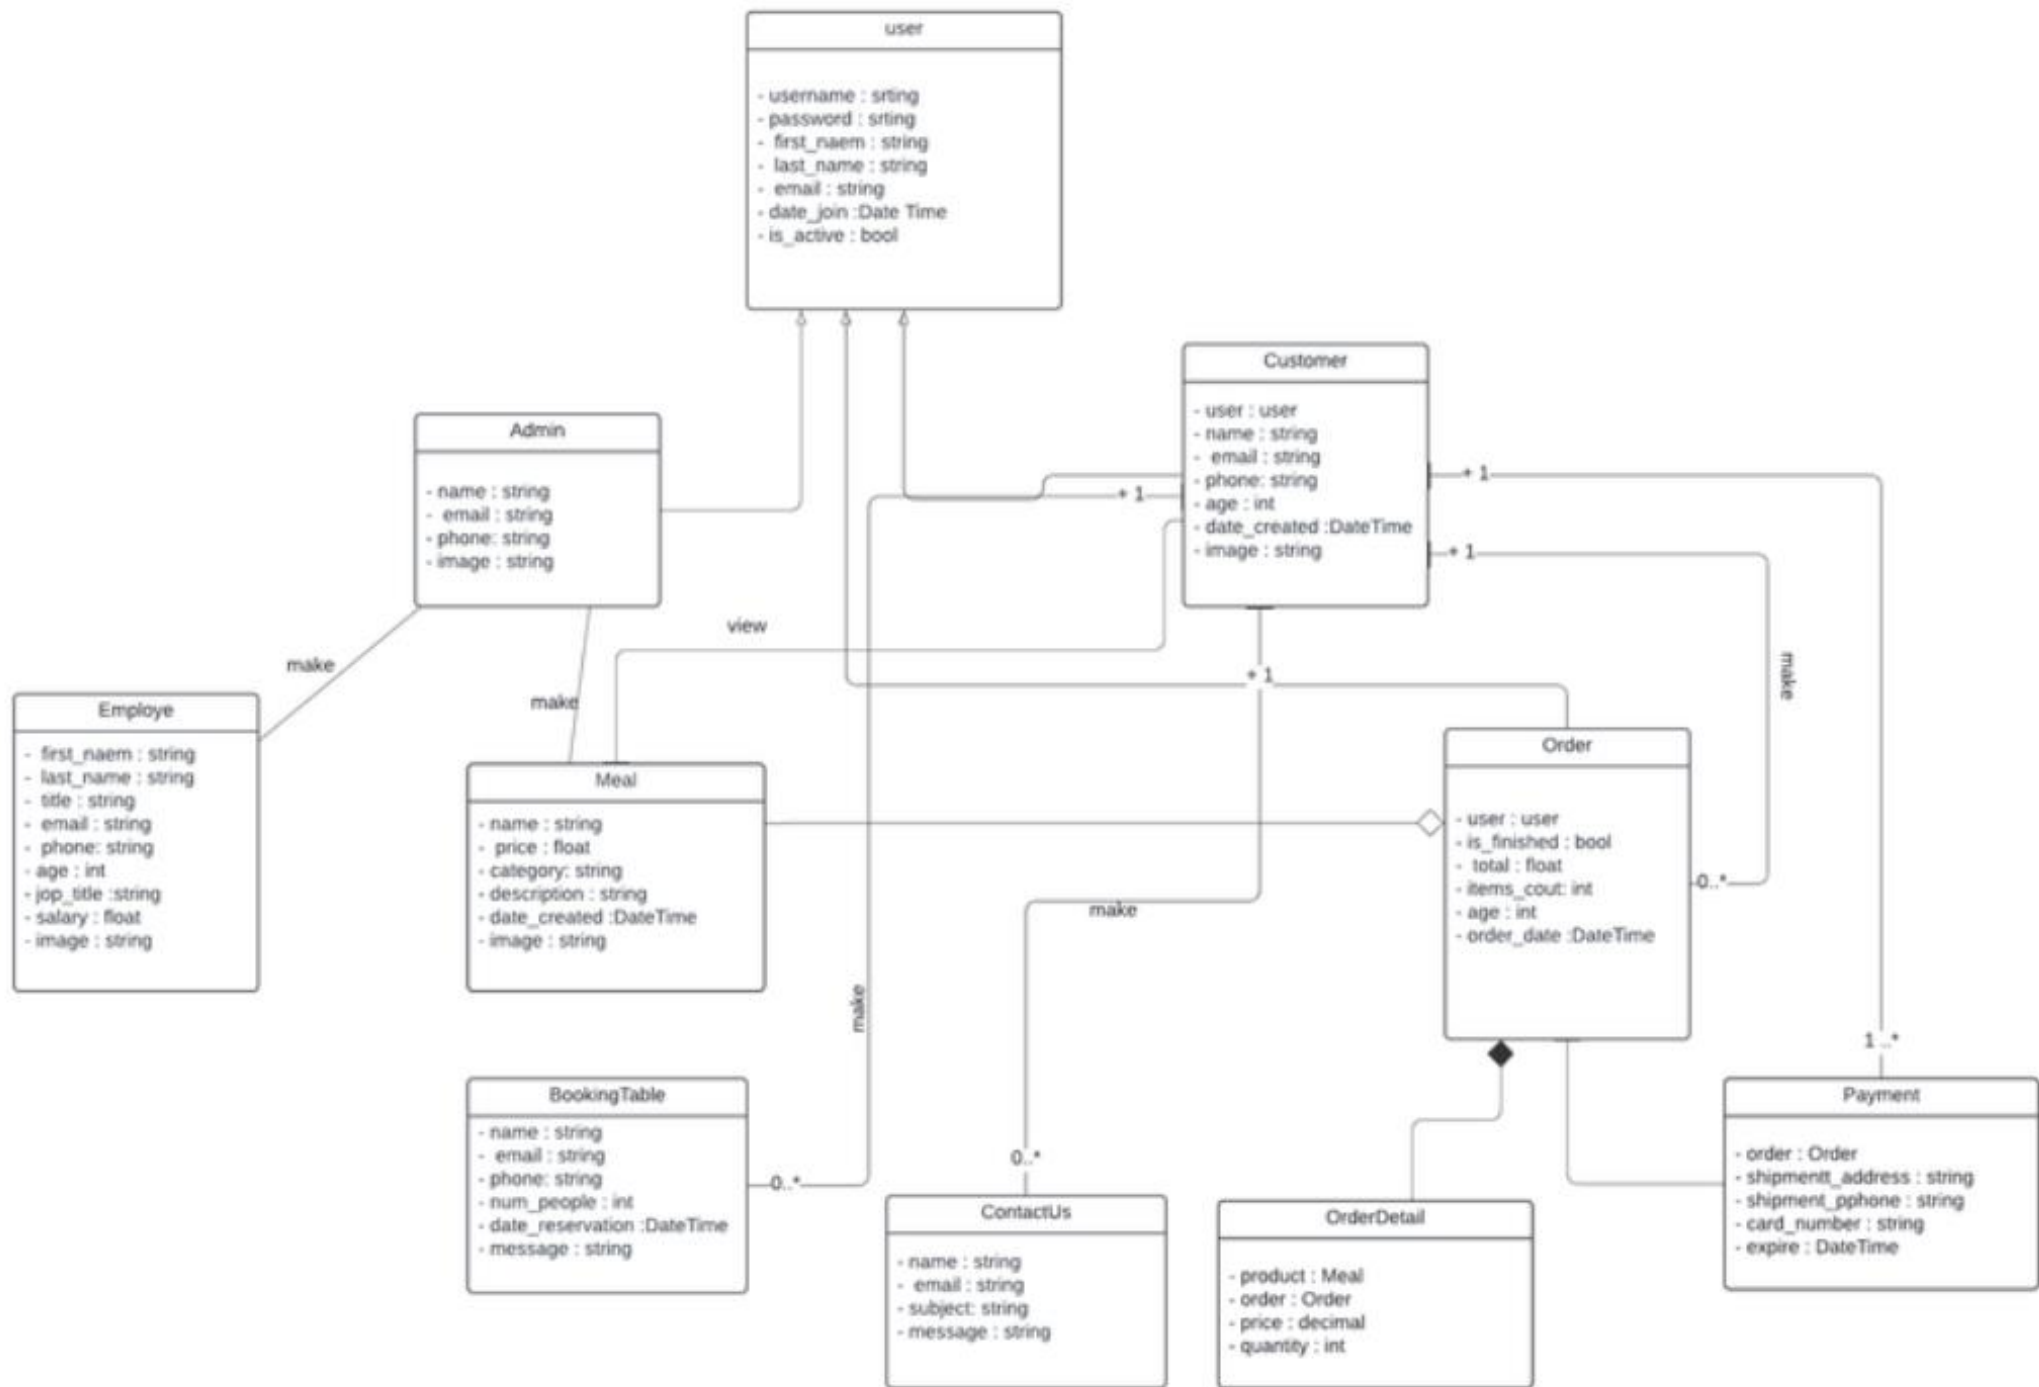 user
- username : srting
- password : srting
- first_naem : string
- last_name : string
- email : string
- date_join :Date Time
- is_active : bool
Customer
- user : user
- name : string
- email : string
- phone: string
- age : int
- date_created :DateTime
- image : string
Admin
- name : string
- email : string
- phone: string
- image : string
+ 1
+ 1
+ 1
+ 1
view
make
make
make
make
make
Employe
- first_naem : string
- last_name : string
- title : string
- email : string
- phone: string
- age : int
- jop_title :string
- salary : float
- image : string
Meal
- name : string
- price : float
- category: string
- description : string
- date_created :DateTime
- image : string
Order
- user : user
- is_finished : bool
- total : float
- items_cout: int
- age : int
- order_date :DateTime
0..*
1 ..*
BookingTable
- name : string
- email : string
- phone: string
- num_people : int
- date_reservation :DateTime
- message : string
0..*
0..*
ContactUs
- name : string
- email : string
- subject: string
- message : string
OrderDetail
- product : Meal
- order : Order
- price : decimal
- quantity : int
Payment
- order : Order
- shipmentt_address : string
- shipment_pphone : string
- card_number : string
- expire : DateTime